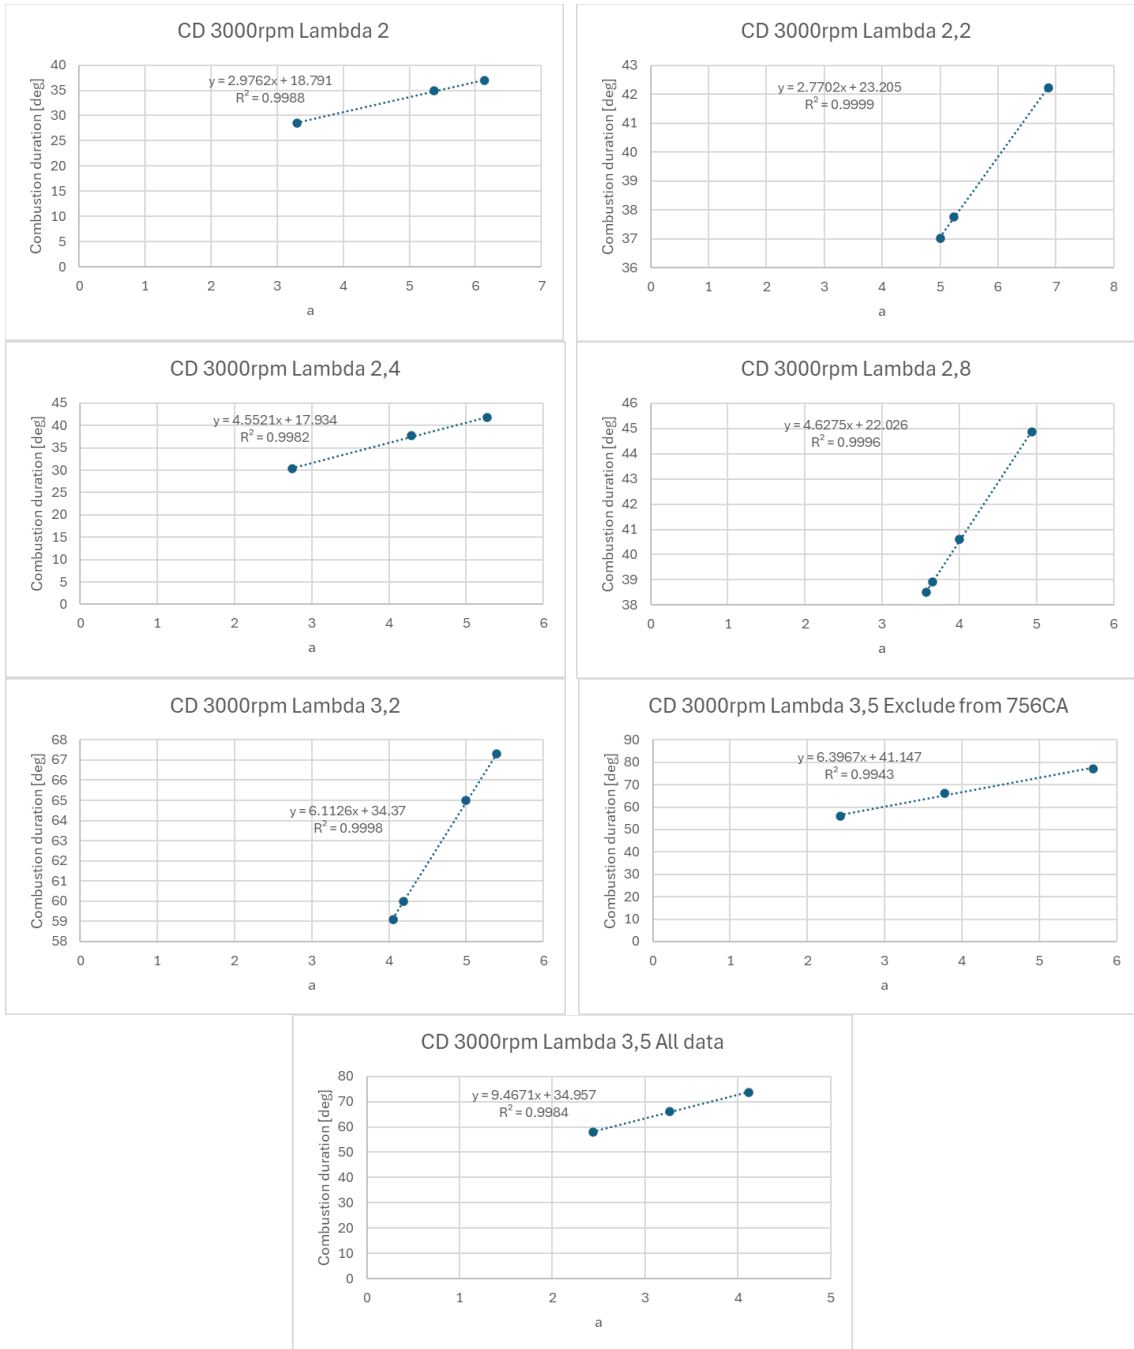 CD 3000rpm Lambda 2
y = 2.9762x + 18.791
R² = 0.9988
Combustion duration [deg]
40
35
30
25
20
15
10
5
0
0 1 2 3 4 5 6 7
a
CD 3000rpm Lambda 2,2
y = 2.7702x + 23.205
R² = 0.9999
Combustion duration [deg]
43
42
41
40
39
38
37
36
0 1 2 3 4 5 6 7 8
a
CD 3000rpm Lambda 2,4
y = 4.5521x + 17.934
R² = 0.9982
Combustion duration [deg]
45
40
35
30
25
20
15
10
5
0
0 1 2 3 4 5 6
a
CD 3000rpm Lambda 2,8
y = 4.6275x + 22.026
R² = 0.9996
Combustion duration [deg]
46
45
44
43
42
41
40
39
38
0 1 2 3 4 5 6
a
CD 3000rpm Lambda 3,2
y = 6.1126x + 34.37
R² = 0.9998
Combustion duration [deg]
68
67
66
65
64
63
62
61
60
59
58
0 1 2 3 4 5 6
a
CD 3000rpm Lambda 3,5 Exclude from 756CA
y = 6.3967x + 41.147
R² = 0.9943
Combustion duration [deg]
90
80
70
60
50
40
30
20
10
0
0 1 2 3 4 5 6
a
CD 3000rpm Lambda 3,5 All data
y = 9.4671x + 34.957
R² = 0.9984
Combustion duration [deg]
80
70
60
50
40
30
20
10
0
0 1 2 3 4 5
a